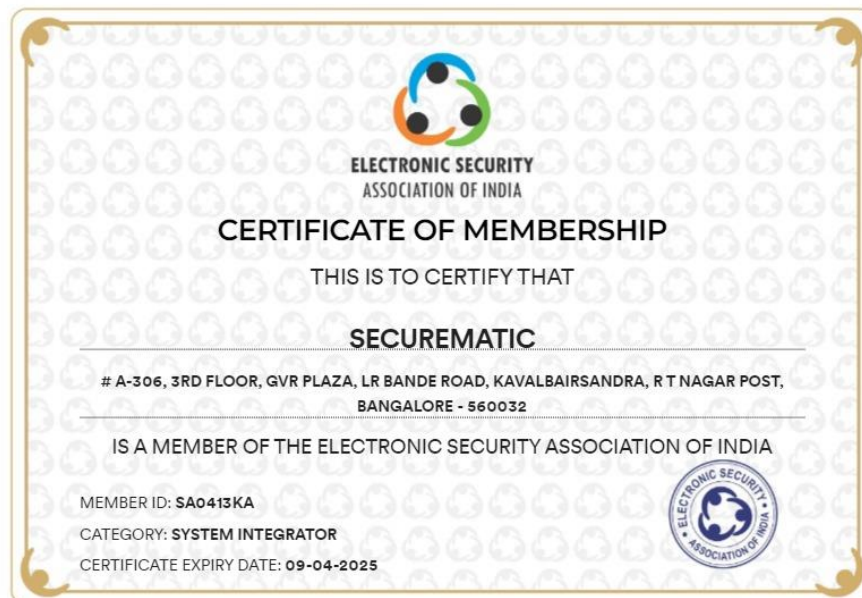 ELECTRONIC SECURITY
ASSOCIATION OF INDIA
CERTIFICATE OF MEMBERSHIP
THIS IS TO CERTIFY THAT
SECUREMATIC
# A-306, 3RD FLOOR, GVR PLAZA, LR BANDE ROAD, KAVALBAIRSANDRA, R T NAGAR POST,
BANGALORE - 560032
IS A MEMBER OF THE ELECTRONIC SECURITY ASSOCIATION OF INDIA
MEMBER ID: SA0413KA
CATEGORY: SYSTEM INTEGRATOR
CERTIFICATE EXPIRY DATE: 09-04-2025
ELECTRONIC SECURITY
ASSOCIATION OF INDIA